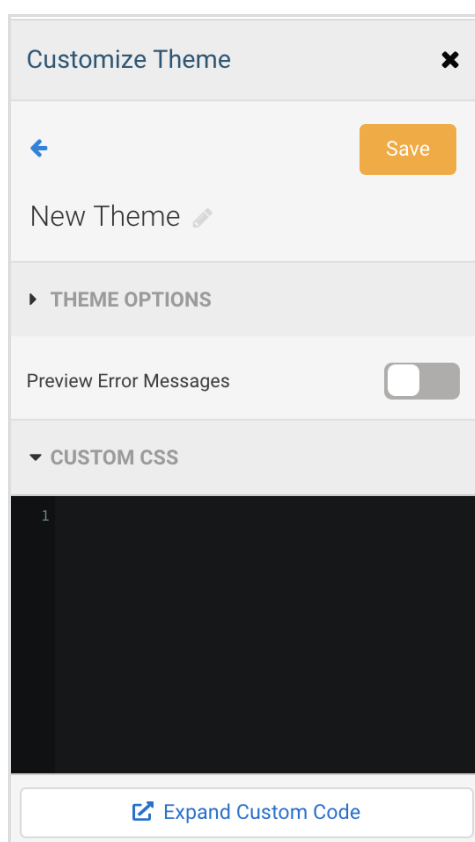 Customize Theme
Save
New Theme
THEME OPTIONS
Preview Error Messages
CUSTOM CSS
1
Expand Custom Code